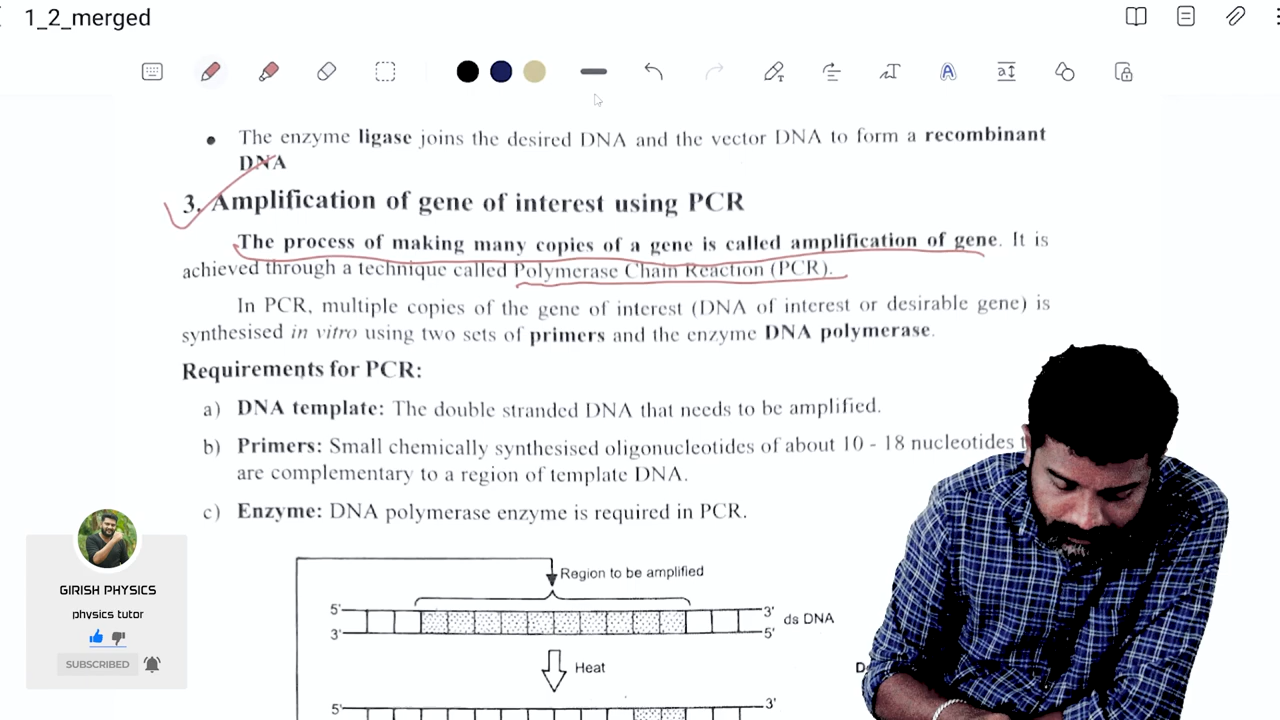 1_2_merged
• The enzyme ligase joins the desired DNA and the vector DNA to form a recombinant
DNA
3. Amplification of gene of interest using PCR
The process of making many copies of a gene is called amplification of gene. It is
achieved through a technique called Polymerase Chain Reaction (PCR).
In PCR, multiple copies of the gene of interest (DNA of interest or desirable gene) is
synthesised in vitro using two sets of primers and the enzyme DNA polymerase.
Requirements for PCR:
a) DNA template: The double stranded DNA that needs to be amplified.
b) Primers: Small chemically synthesised oligonucleotides of about 10 - 18 nucleotides
are complementary to a region of template DNA.
c) Enzyme: DNA polymerase enzyme is required in PCR.
Region to be amplified
5' 3' ds DNA
3' 5'
Heat
5' 3'
GIRISH PHYSICS
physics tutor
SUBSCRIBED